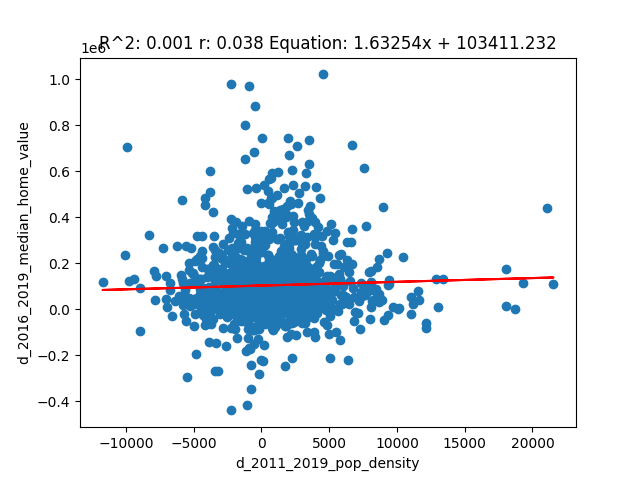 R^2: 0.001 r: 0.038 Equation: 1.63254x + 103411.232
1e6
1.0
0.8
0.6
0.4
0.2
0.0
−0.2
−0.4
d_2016_2019_median_home_value
−10000 −5000 0 5000 10000 15000 20000
d_2011_2019_pop_density